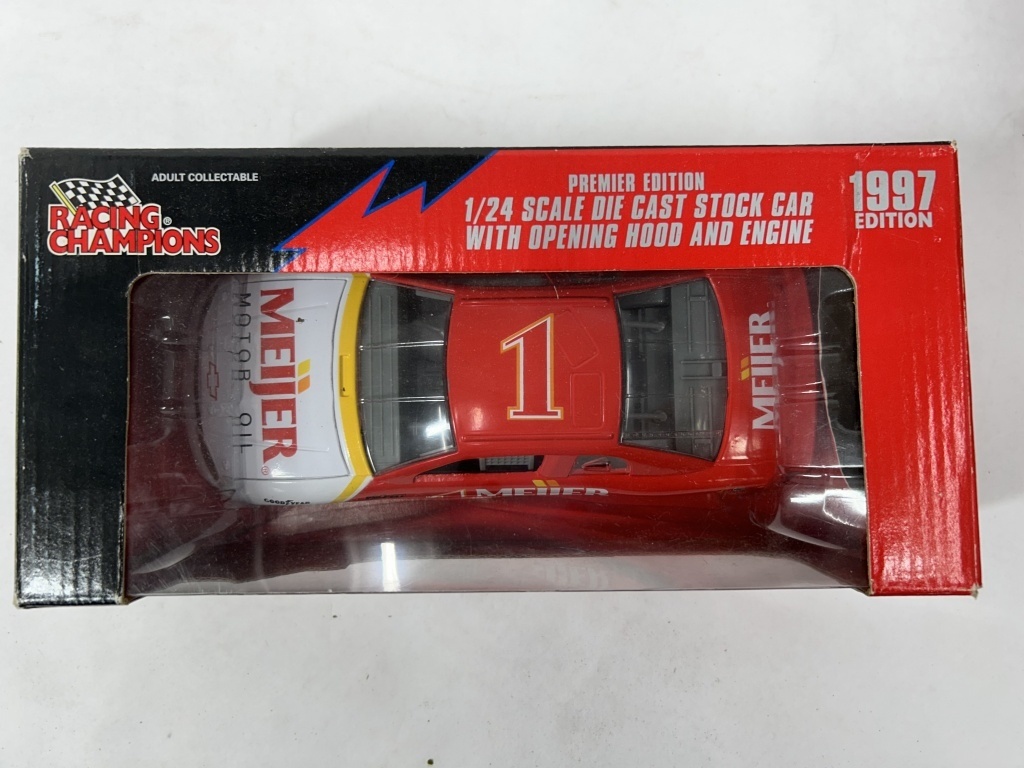 ADULT COLLECTABLE
RACING®
CHAMPIONS
PREMIER EDITION
1/24 SCALE DIE CAST STOCK CAR
WITH OPENING HOOD AND ENGINE
1997
EDITION
MEIJER®
MOTOR OIL
GOODYEAR
1
MEIJER
MEIJER